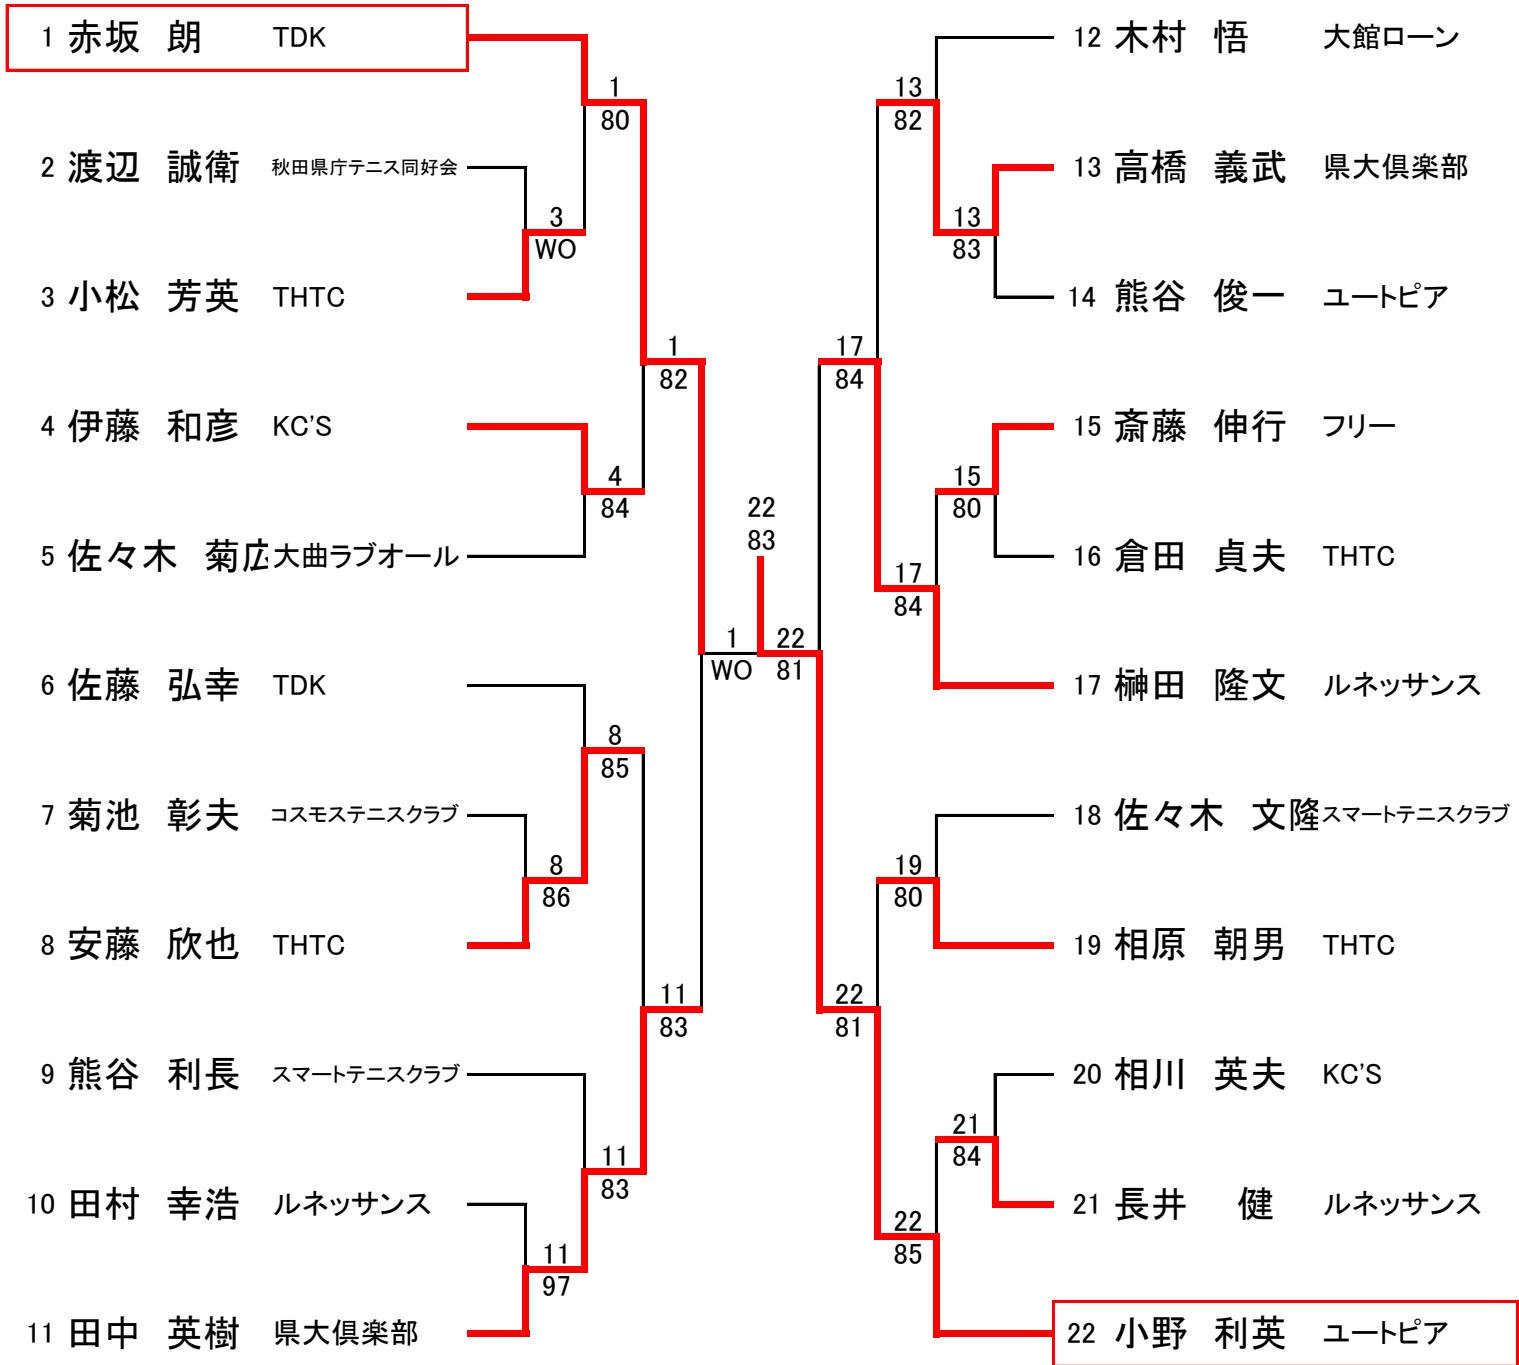 1 赤坂 朗 TDK
1
80
2 渡辺 誠衛 秋田県庁テニス同好会
3
WO
3 小松 芳英 THTC
1
82
4 伊藤 和彦 KC'S
4
84
5 佐々木 菊広 大曲ラブオール
6 佐藤 弘幸 TDK
8
85
7 菊池 彰夫 コスモステニスクラブ
8
86
8 安藤 欣也 THTC
11
83
9 熊谷 利長 スマートテニスクラブ
11
83
10 田村 幸浩 ルネッサンス
11
97
11 田中 英樹 県大倶楽部
22
83
1
WO
22
81
12 木村 悟 大館ローン
13
82
13 高橋 義武 県大倶楽部
13
83
14 熊谷 俊一 ユートピア
17
84
15 斎藤 伸行 フリー
15
80
16 倉田 貞夫 THTC
17
84
17 榊田 隆文 ルネッサンス
18 佐々木 文隆 スマートテニスクラブ
19
80
19 相原 朝男 THTC
22
81
20 相川 英夫 KC'S
21
84
21 長井 健 ルネッサンス
22
85
22 小野 利英 ユートピア